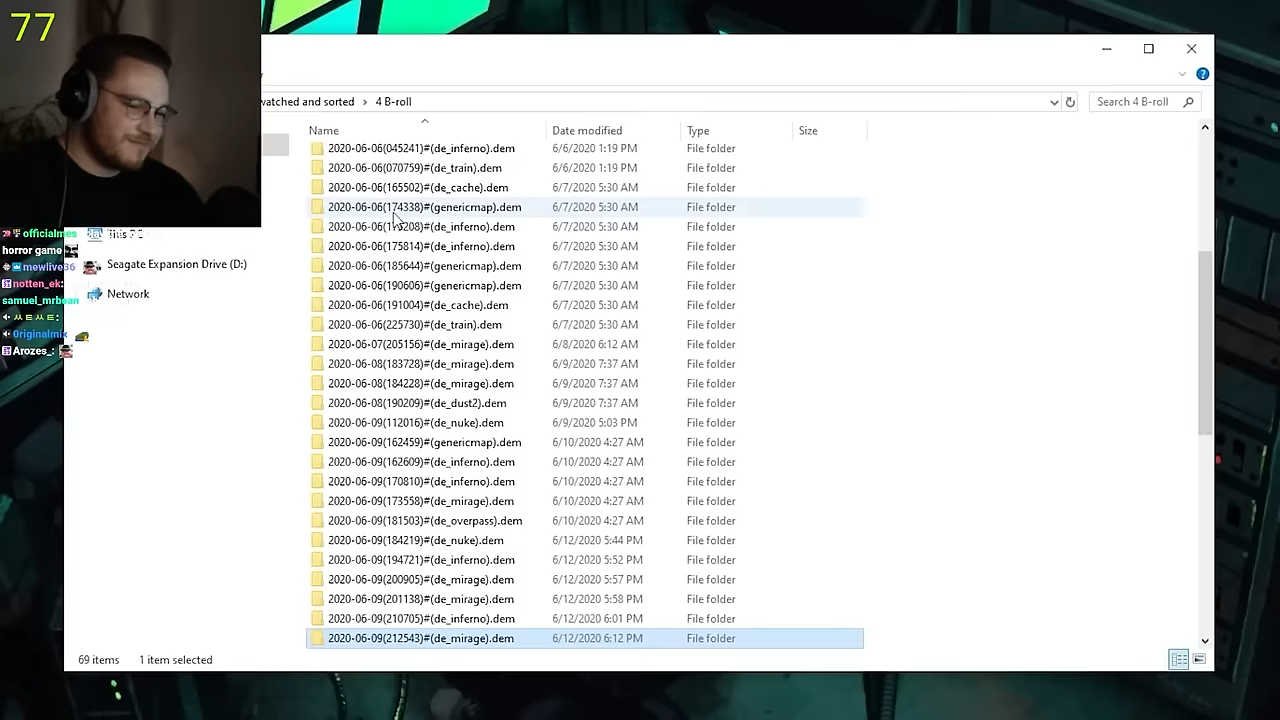 77
watched and sorted > 4 B-roll
Search 4 B-roll
Name Date modified Type Size
2020-06-06(045241)#(de_inferno).dem 6/6/2020 1:19 PM File folder
2020-06-06(070759)#(de_train).dem 6/6/2020 1:19 PM File folder
2020-06-06(165502)#(de_cache).dem 6/7/2020 5:30 AM File folder
2020-06-06(174338)#(genericmap).dem 6/7/2020 5:30 AM File folder
6/7/2020 5:30 AM File folder
2020-06-06(175814)#(de_inferno).dem 6/7/2020 5:30 AM File folder
2020-06-06(185644)#(genericmap).dem 6/7/2020 5:30 AM File folder
2020-06-06(190606)#(genericmap).dem 6/7/2020 5:30 AM File folder
2020-06-06(191004)#(de_cache).dem 6/7/2020 5:30 AM File folder
2020-06-06(225730)#(de_train).dem 6/7/2020 5:30 AM File folder
2020-06-07(205156)#(de_mirage).dem 6/8/2020 6:12 AM File folder
2020-06-08(183728)#(de_mirage).dem 6/9/2020 7:37 AM File folder
2020-06-08(184228)#(de_mirage).dem 6/9/2020 7:37 AM File folder
2020-06-08(190209)#(de_dust2).dem 6/9/2020 7:37 AM File folder
2020-06-09(112016)#(de_nuke).dem 6/9/2020 5:03 PM File folder
2020-06-09(162459)#(genericmap).dem 6/10/2020 4:27 AM File folder
2020-06-09(162609)#(de_inferno).dem 6/10/2020 4:27 AM File folder
2020-06-09(170810)#(de_inferno).dem 6/10/2020 4:27 AM File folder
2020-06-09(173558)#(de_mirage).dem 6/10/2020 4:27 AM File folder
2020-06-09(181503)#(de_overpass).dem 6/10/2020 4:27 AM File folder
2020-06-09(184219)#(de_nuke).dem 6/12/2020 5:44 PM File folder
2020-06-09(194721)#(de_inferno).dem 6/12/2020 5:52 PM File folder
2020-06-09(200905)#(de_mirage).dem 6/12/2020 5:57 PM File folder
2020-06-09(201138)#(de_mirage).dem 6/12/2020 5:58 PM File folder
2020-06-09(210705)#(de_inferno).dem 6/12/2020 6:01 PM File folder
2020-06-09(212543)#(de_mirage).dem 6/12/2020 6:12 PM File folder
This PC
Seagate Expansion Drive (D:)
Network
officialmes
horror game
mewlive36
notten_ek:
samuel_mrbean
ㅅㅌㅅㅌ:
0riginalmix
Arozes_:
69 items 1 item selected